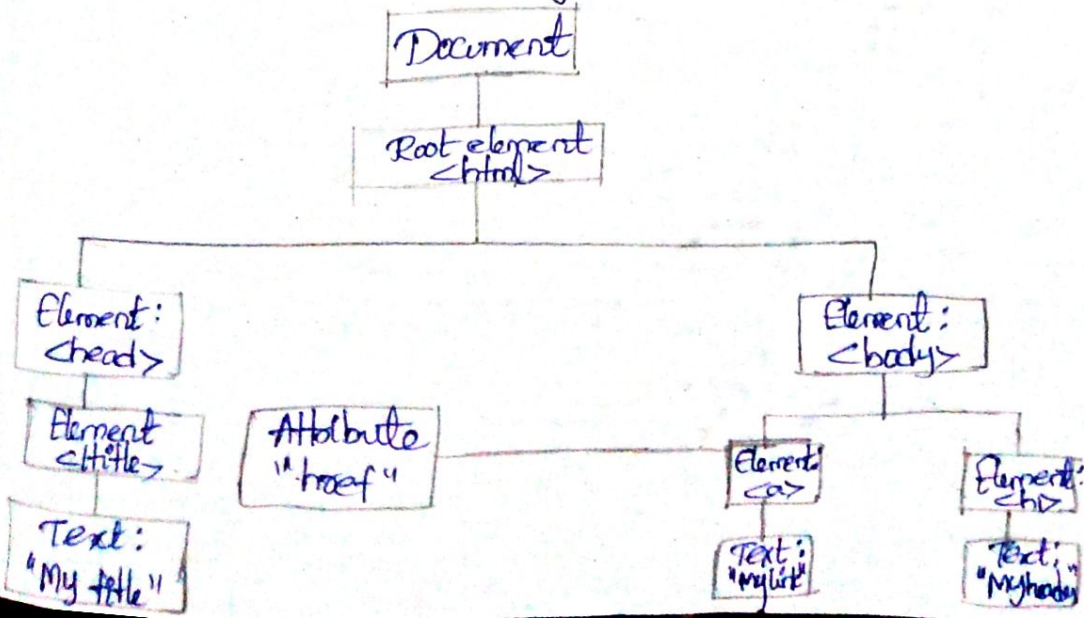 Document
Root element
<html>
Element:
<head>
Element:
<body>
Element
<title>
Attribute
"href"
Element:
<a>
Element:
<h1>
Text:
"My title"
Text:
"My link"
Text:
"My header"